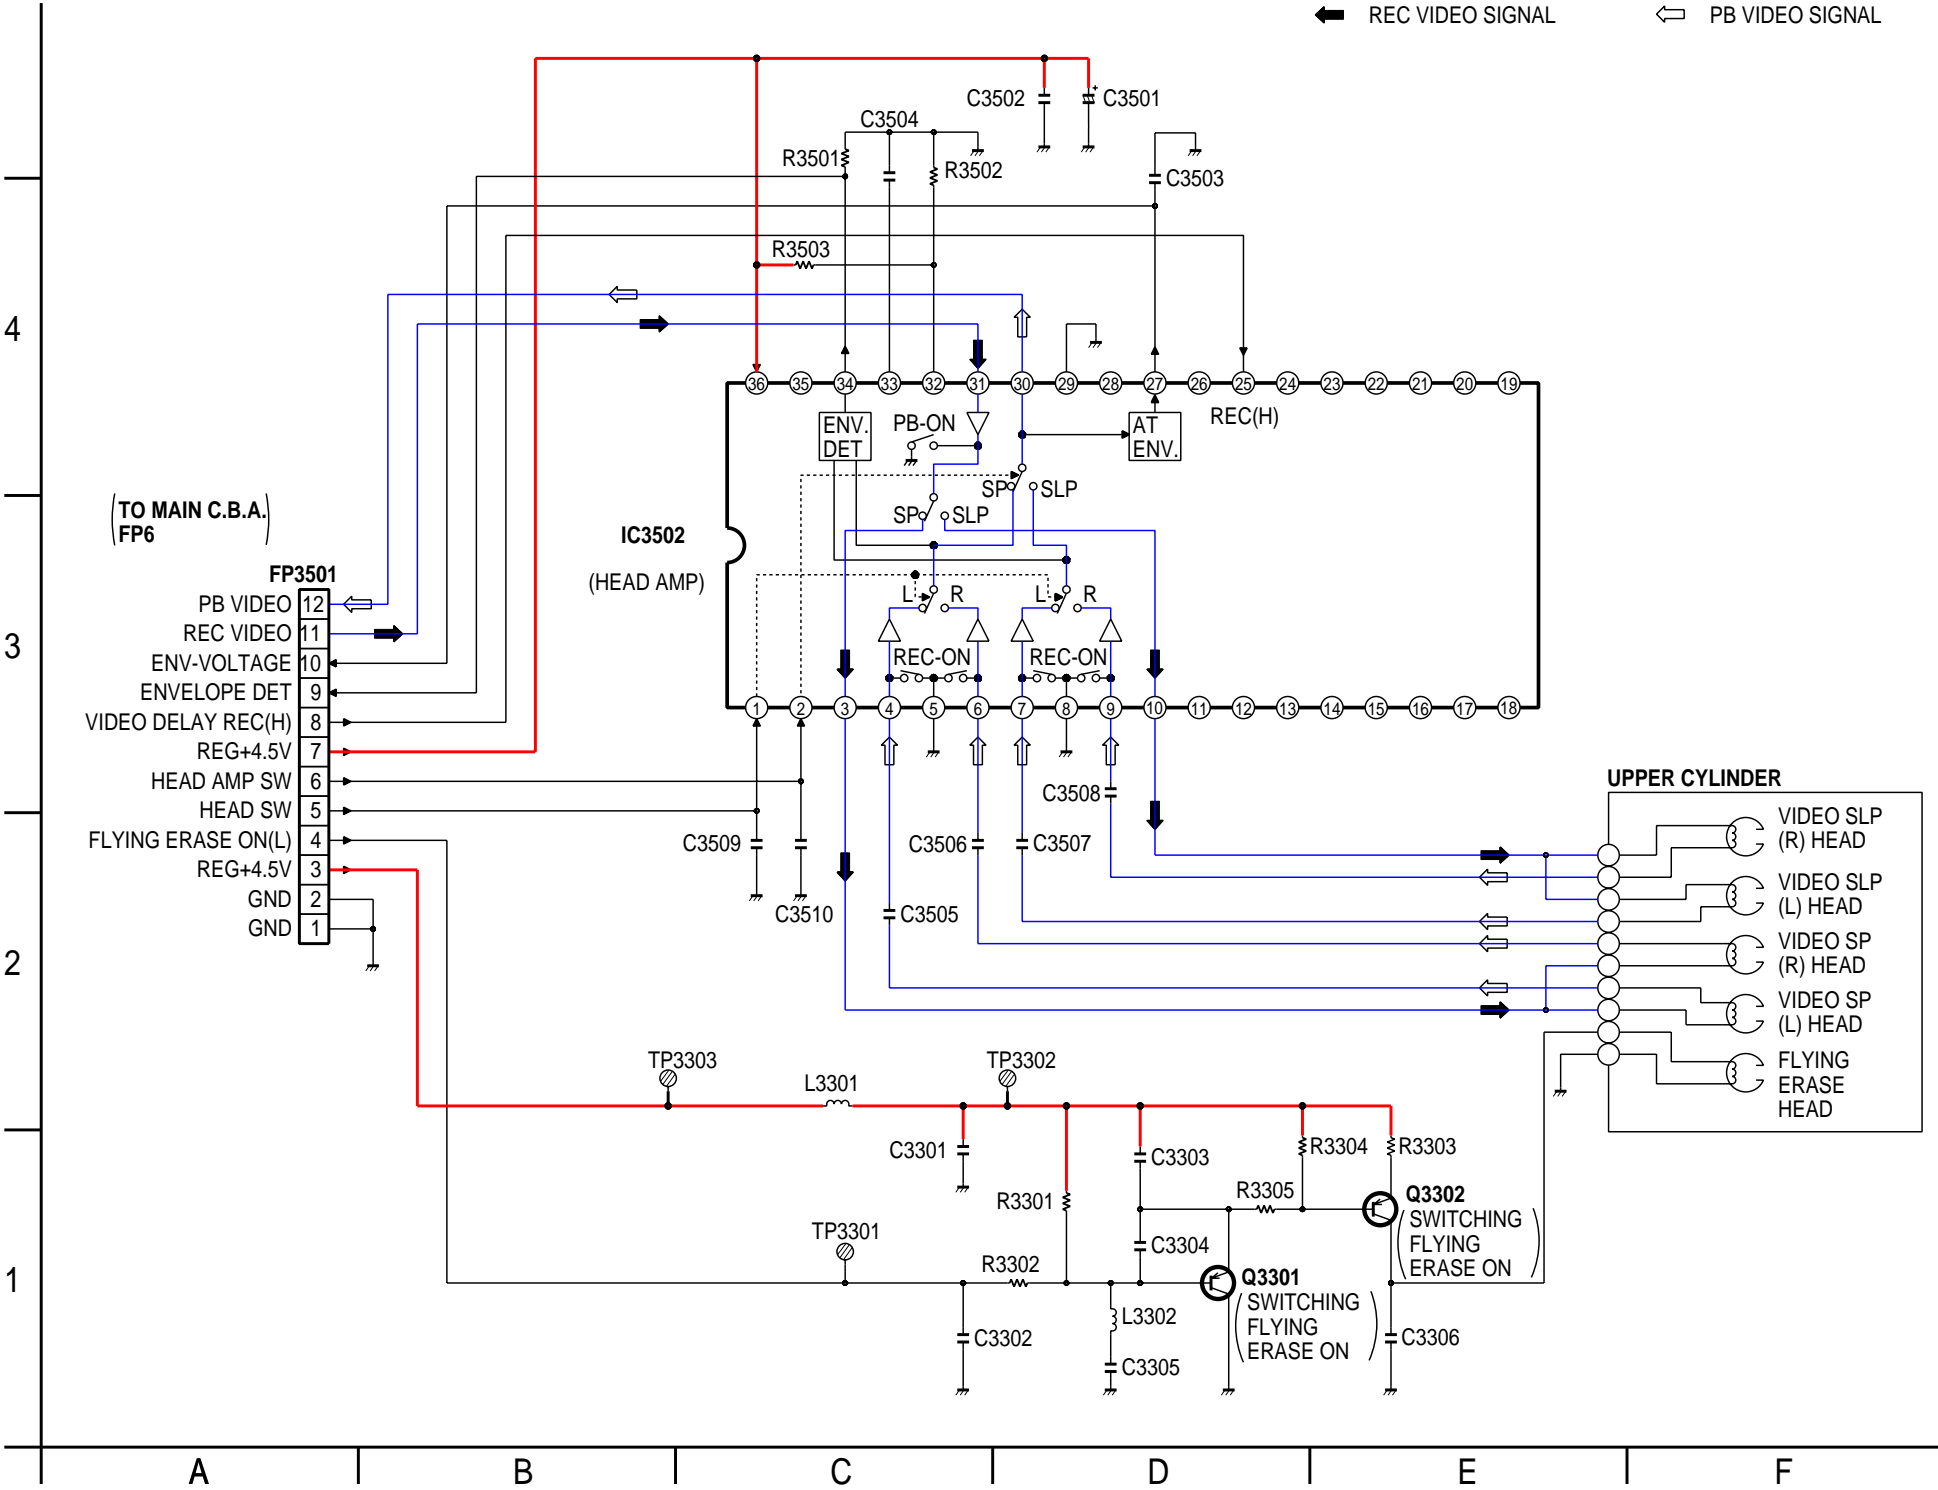 REC VIDEO SIGNAL
PB VIDEO SIGNAL
C3502
+
C3501
C3504
R3501
R3502
C3503
R3503
4
36 35 34 33 32 31 30 29 28 27 26 25 24 23 22 21 20 19
ENV.
DET
PB-ON
AT
ENV.
REC(H)
SP
SLP
SP
SLP
(TO MAIN C.B.A.
FP6)
IC3502
(HEAD AMP)
FP3501
L
R
L
R
PB VIDEO 12
REC VIDEO 11
ENV-VOLTAGE 10
ENVELOPE DET 9
VIDEO DELAY REC(H) 8
REG+4.5V 7
HEAD AMP SW 6
HEAD SW 5
FLYING ERASE ON(L) 4
REG+4.5V 3
GND 2
GND 1
3
REC-ON
REC-ON
1 2 3 4 5 6 7 8 9 10 11 12 13 14 15 16 17 18
C3508
C3509
C3506
C3507
C3510
C3505
UPPER CYLINDER
VIDEO SLP
(R) HEAD
VIDEO SLP
(L) HEAD
VIDEO SP
(R) HEAD
VIDEO SP
(L) HEAD
FLYING
ERASE
HEAD
2
TP3303
L3301
TP3302
C3301
C3303
R3304
R3303
R3301
R3305
Q3302
(SWITCHING
FLYING
ERASE ON)
TP3301
C3304
R3302
Q3301
(SWITCHING
FLYING
ERASE ON)
1
L3302
C3302
C3305
C3306
A B C D E F